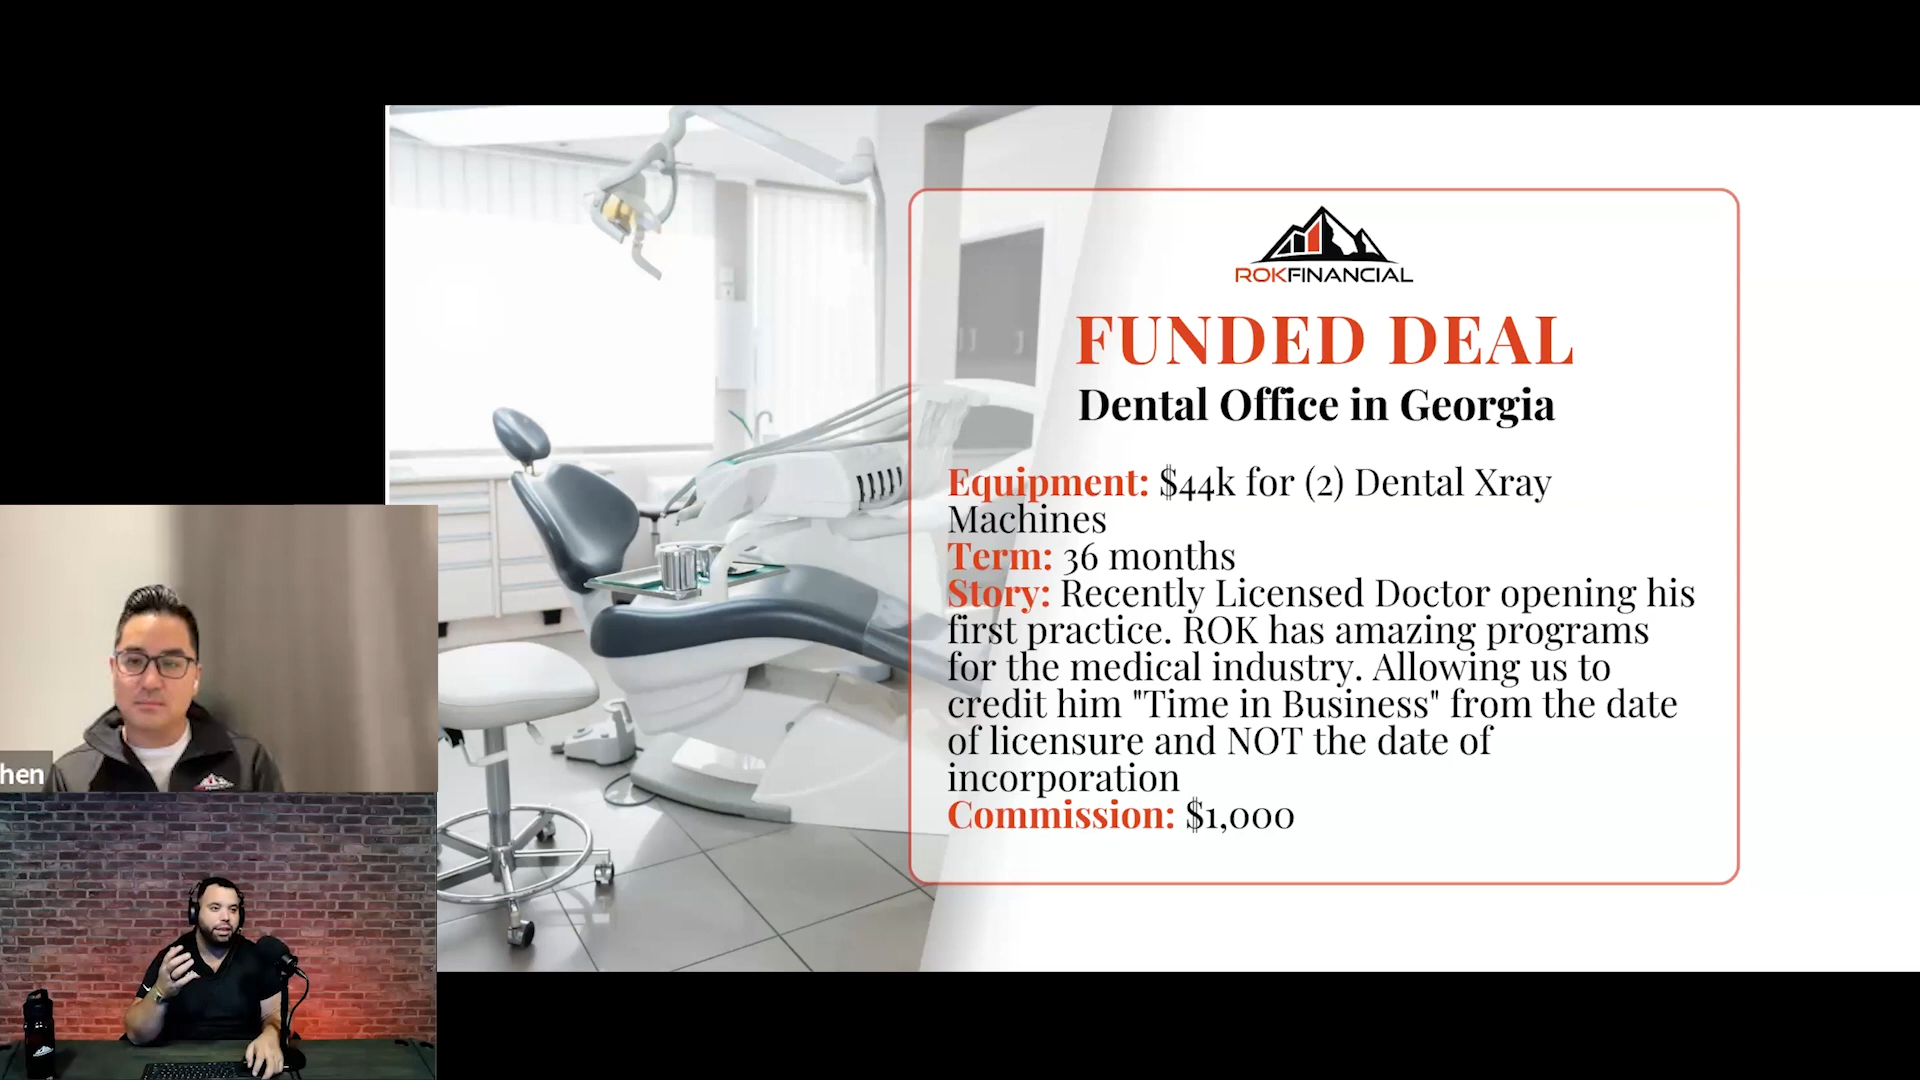 ROKFINANCIAL
FUNDED DEAL
Dental Office in Georgia
Equipment: $44k for (2) Dental Xray
Machines
Term: 36 months
Story: Recently Licensed Doctor opening his
first practice. ROK has amazing programs
for the medical industry. Allowing us to
credit him "Time in Business" from the date
of licensure and NOT the date of
incorporation
Commission: $1,000
hen